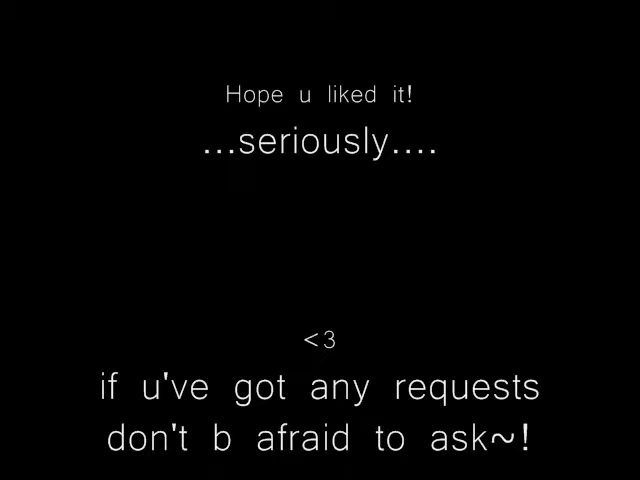 Hope u liked it!
...seriously....
<3
if u've got any requests
don't b afraid to ask~!